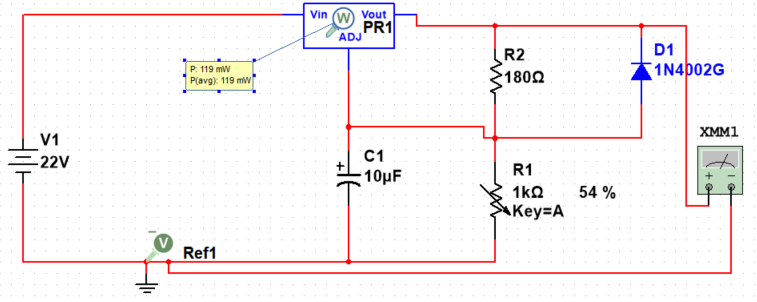 Vin
W
Vout
PR1
ADJ
P: 119 mW
P(avg): 119 mW
R2
180Ω
D1
1N4002G
V1
22V
C1
10µF
+
R1
1kΩ
54 %
Key=A
XMM1
+ −
V
Ref1